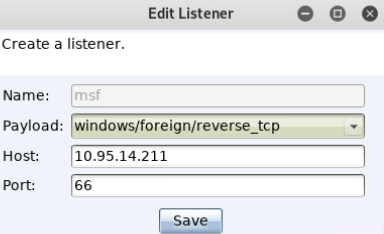 Edit Listener
Create a listener.
Name: msf
Payload: windows/foreign/reverse_tcp
Host: 10.95.14.211
Port: 66
Save